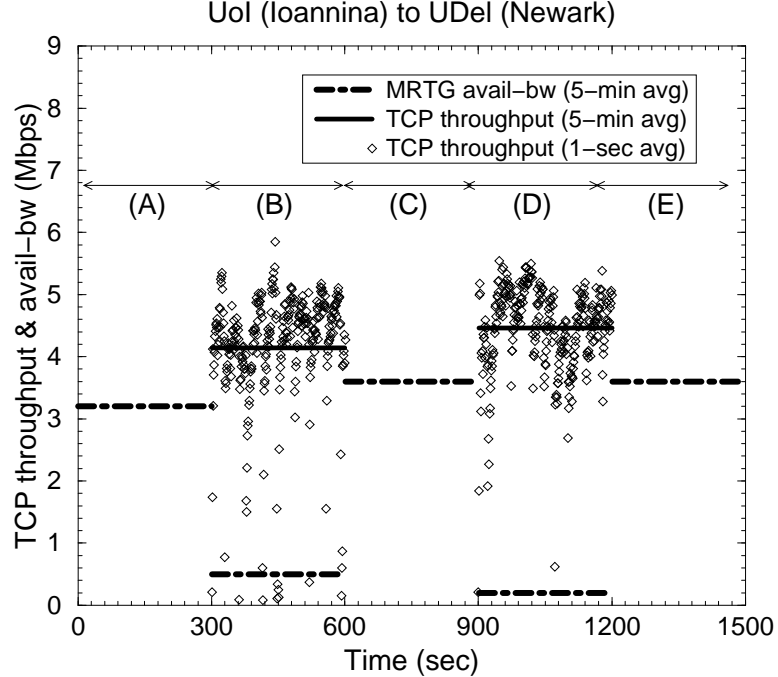 UoI (Ioannina) to UDel (Newark)
9
8
7
6
5
4
3
2
1
0
TCP throughput & avail−bw (Mbps)
MRTG avail−bw (5−min avg)
TCP throughput (5−min avg)
TCP throughput (1−sec avg)
(A) (B) (C) (D) (E)
0 300 600 900 1200 1500
Time (sec)